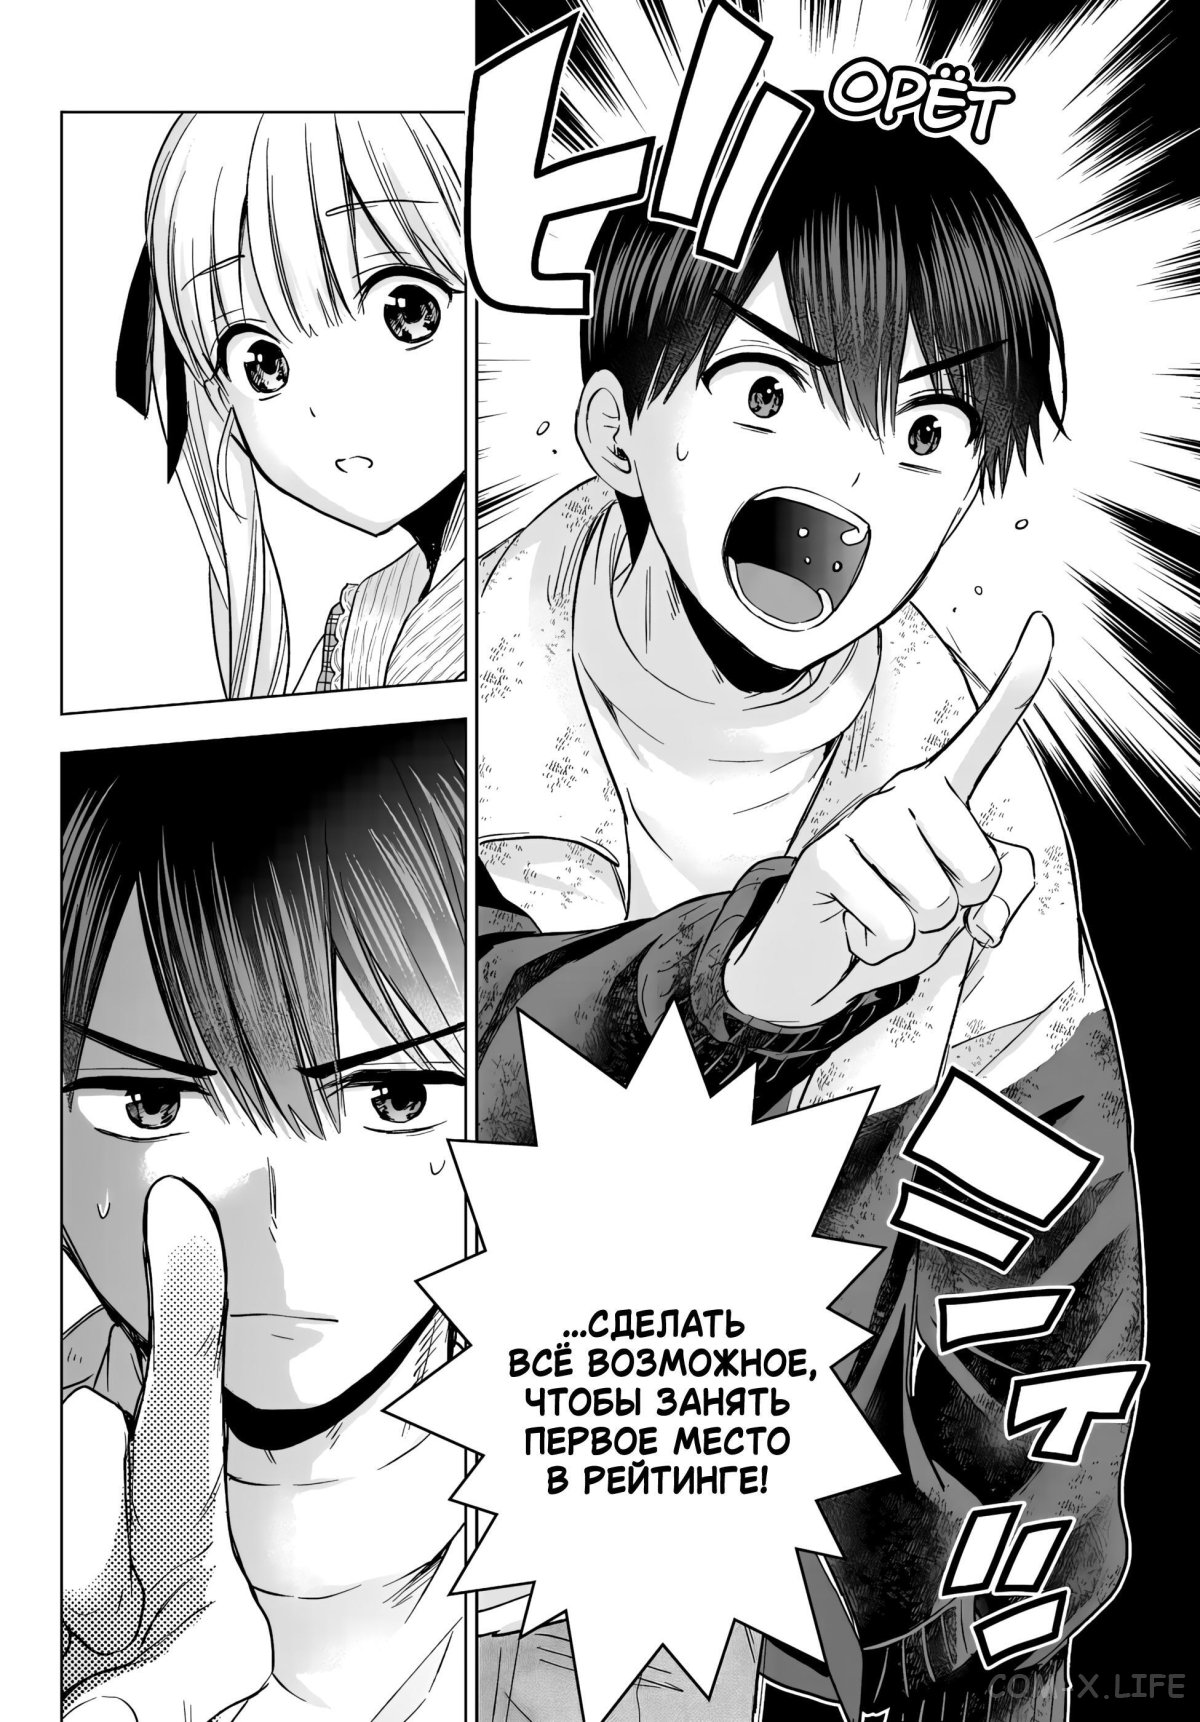 ОРЁТ
...СДЕЛАТЬ
ВСЁ ВОЗМОЖНОЕ,
ЧТОБЫ ЗАНЯТЬ
ПЕРВОЕ МЕСТО
В РЕЙТИНГЕ!
COM-X.LIFE